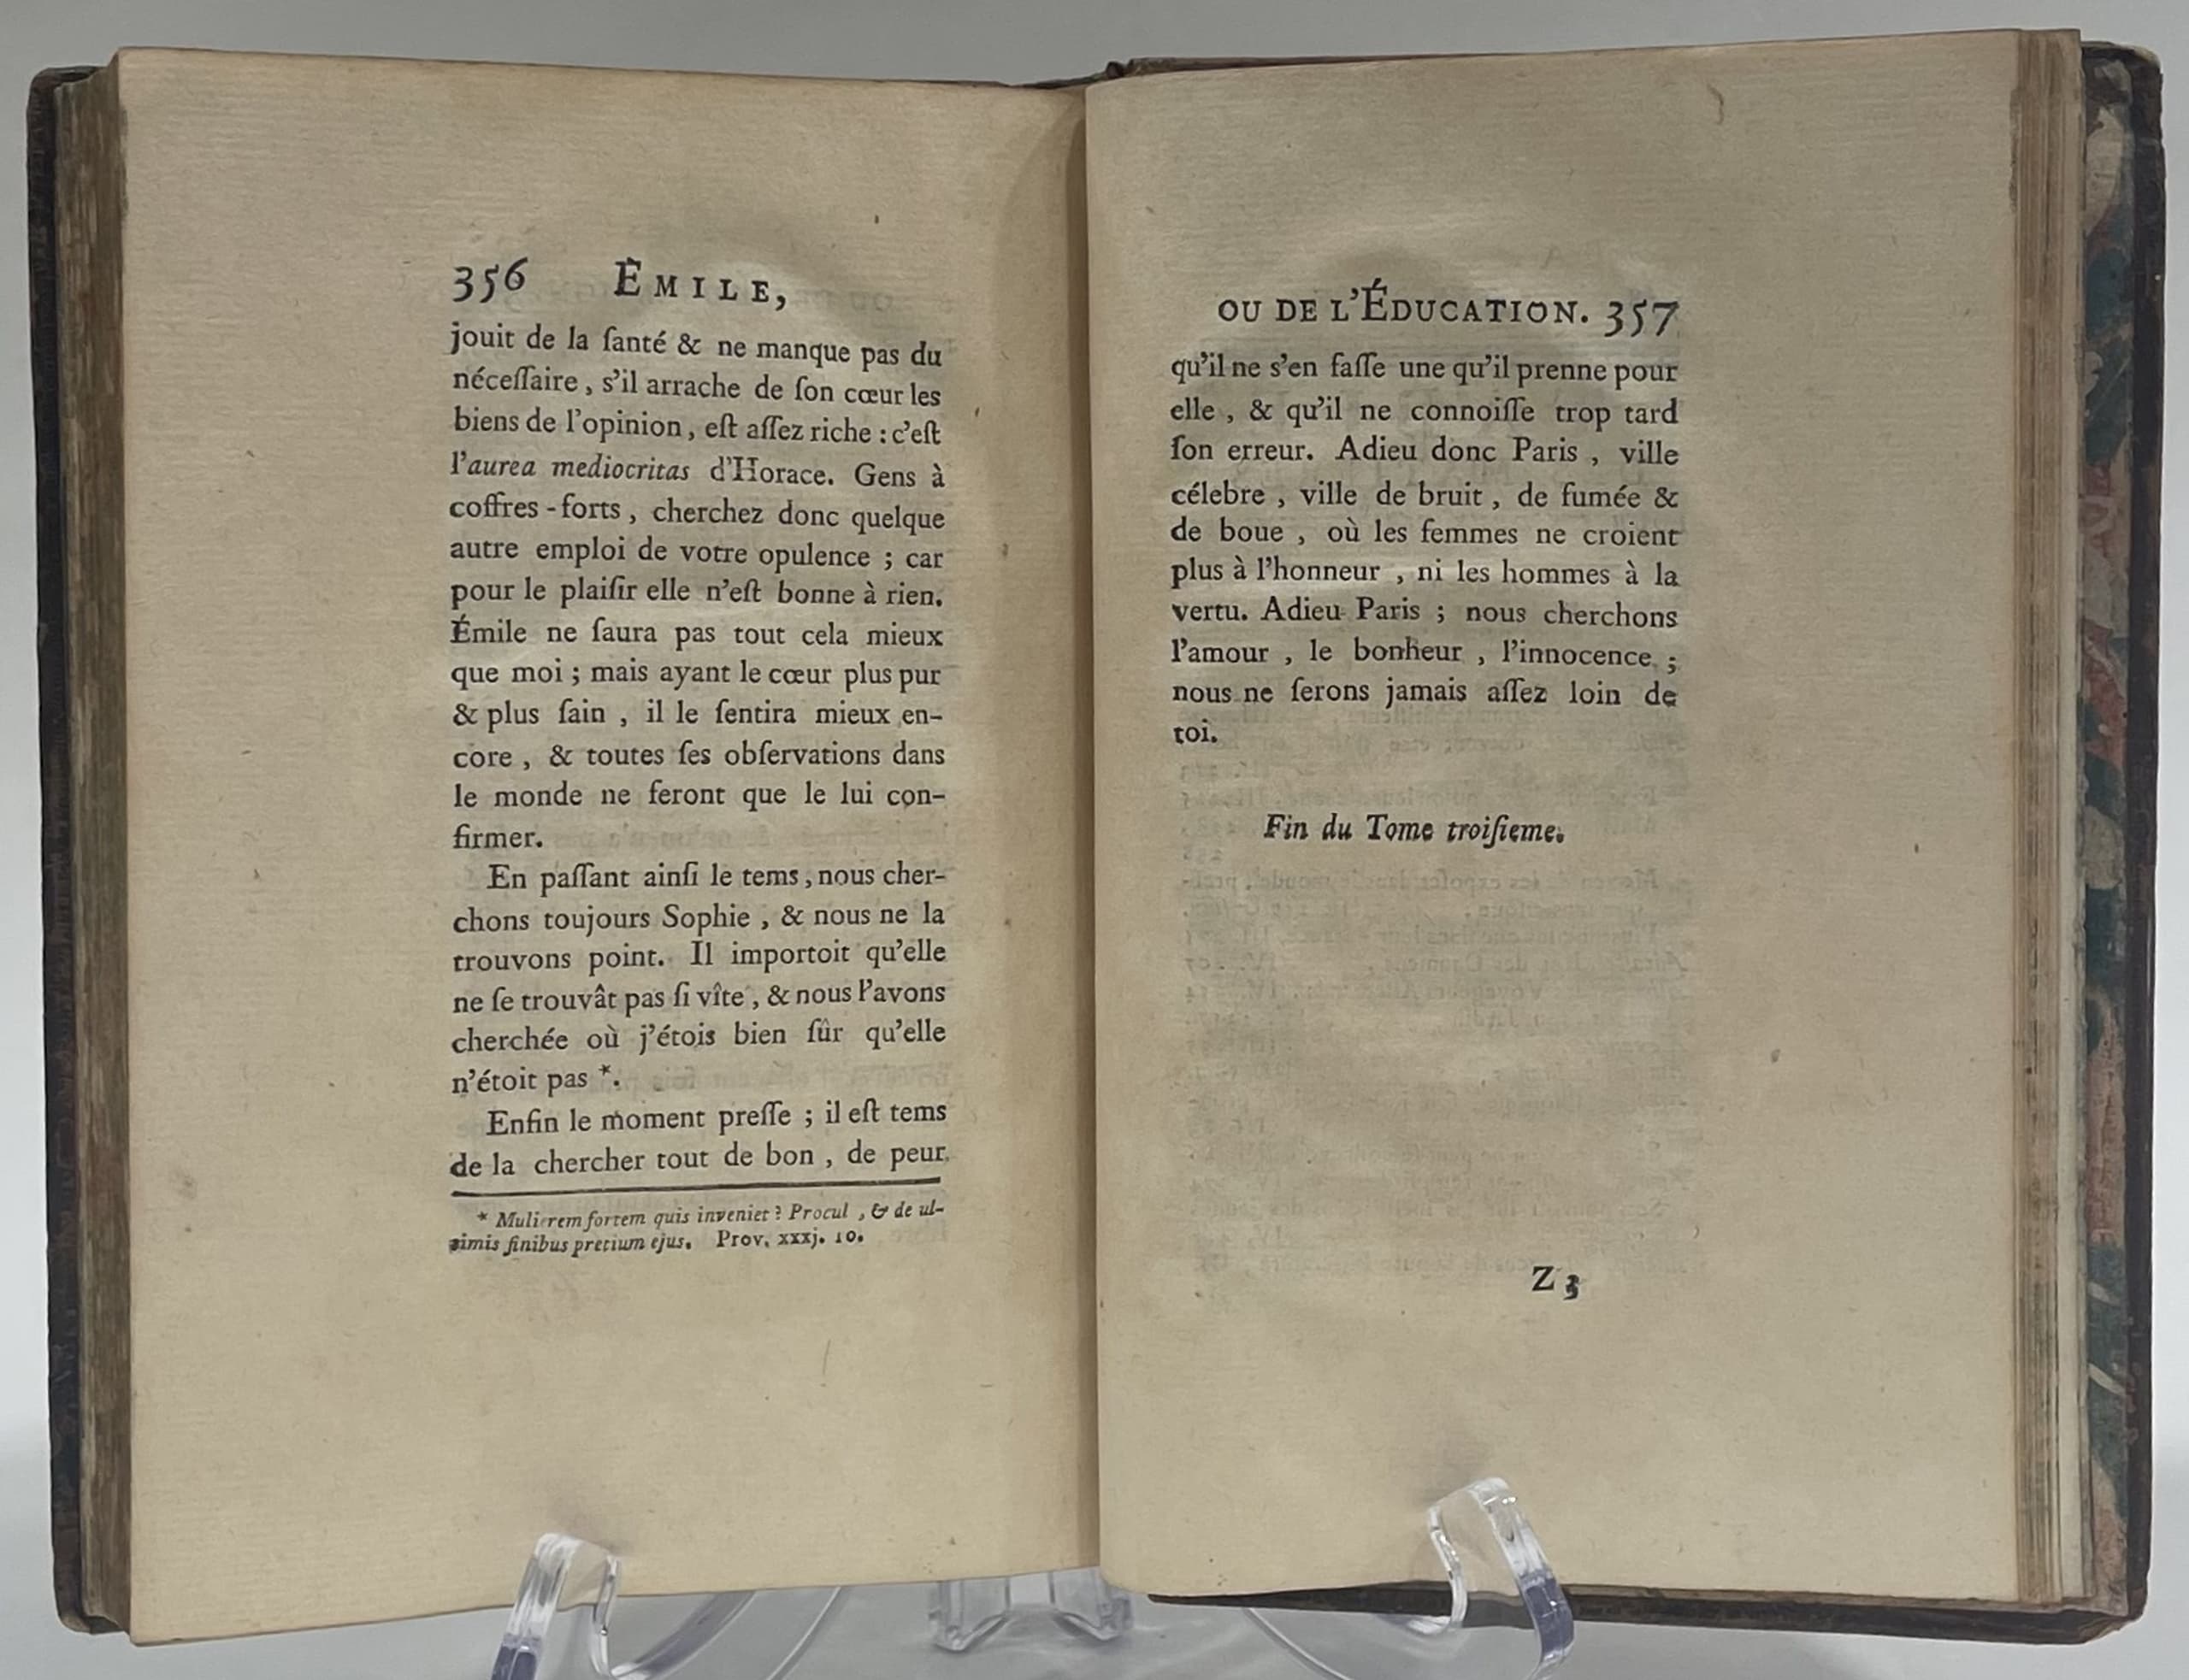 356 ÉMILE,
jouit de la ſanté & ne manque pas du
néceſſaire, s'il arrache de ſon cœur les
biens de l'opinion, eſt aſſez riche : c'eſt
l'aurea mediocritas d'Horace. Gens à
coffres-forts, cherchez donc quelque
autre emploi de votre opulence ; car
pour le plaiſir elle n'eſt bonne à rien.
Émile ne ſaura pas tout cela mieux
que moi ; mais ayant le cœur plus pur
& plus ſain, il le ſentira mieux en-
core, & toutes ſes obſervations dans
le monde ne feront que le lui con-
firmer.
En paſſant ainſi le tems, nous cher-
chons toujours Sophie, & nous ne la
trouvons point. Il importoit qu'elle
ne ſe trouvât pas ſi vîte, & nous l'avons
cherchée où j'étois bien ſûr qu'elle
n'étoit pas *.
Enfin le moment preſſe ; il eſt tems
de la chercher tout de bon, de peur
* Mulierem fortem quis inveniet ? Procul, & de ul-
timis finibus pretium ejus. Prov. xxxj. 10.
OU DE L'ÉDUCATION. 357
qu'il ne s'en faſſe une qu'il prenne pour
elle, & qu'il ne connoiſſe trop tard
ſon erreur. Adieu donc Paris, ville
célebre, ville de bruit, de fumée &
de boue, où les femmes ne croient
plus à l'honneur, ni les hommes à la
vertu. Adieu Paris ; nous cherchons
l'amour, le bonheur, l'innocence ;
nous ne ſerons jamais aſſez loin de
toi.
Fin du Tome troiſieme.
Z 3